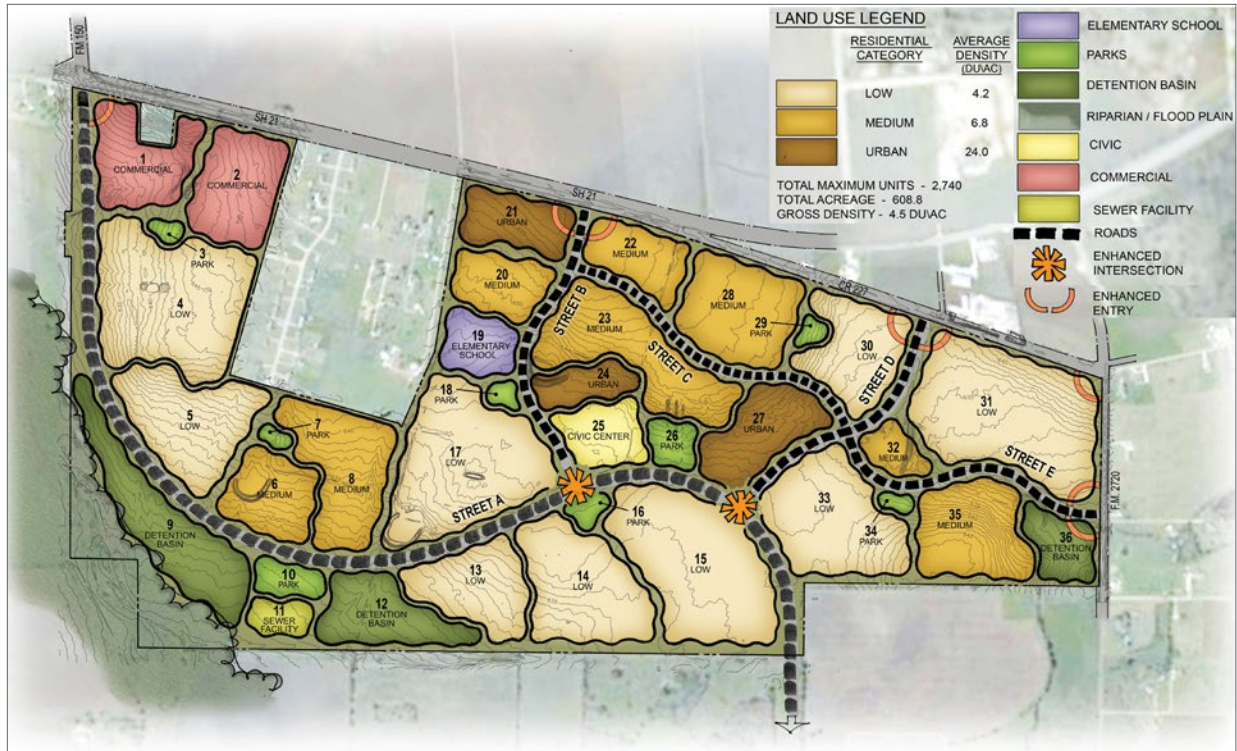 LAND USE LEGEND
RESIDENTIAL CATEGORY
AVERAGE DENSITY (DU\AC)
LOW 4.2
MEDIUM 6.8
URBAN 24.0
TOTAL MAXIMUM UNITS - 2,740
TOTAL ACREAGE - 608.8
GROSS DENSITY - 4.5 DU\AC
ELEMENTARY SCHOOL
PARKS
DETENTION BASIN
RIPARIAN / FLOOD PLAIN
CIVIC
COMMERCIAL
SEWER FACILITY
ROADS
ENHANCED
INTERSECTION
ENHANCED
ENTRY
FM 150
SH 21
SH 21
CR 227
F.M. 2720
STREET A
STREET B
STREET C
STREET D
STREET E
1
COMMERCIAL
2
COMMERCIAL
3
PARK
4
LOW
5
LOW
6
MEDIUM
7
PARK
8
MEDIUM
9
DETENTION
BASIN
10
PARK
11
SEWER
FACILITY
12
DETENTION
BASIN
13
LOW
14
LOW
15
LOW
16
PARK
17
LOW
18
PARK
19
ELEMENTARY
SCHOOL
20
MEDIUM
21
URBAN
22
MEDIUM
23
MEDIUM
24
URBAN
25
CIVIC CENTER
26
PARK
27
URBAN
28
MEDIUM
29
PARK
30
LOW
31
LOW
32
MEDIUM
33
LOW
34
PARK
35
MEDIUM
36
DETENTION
BASIN